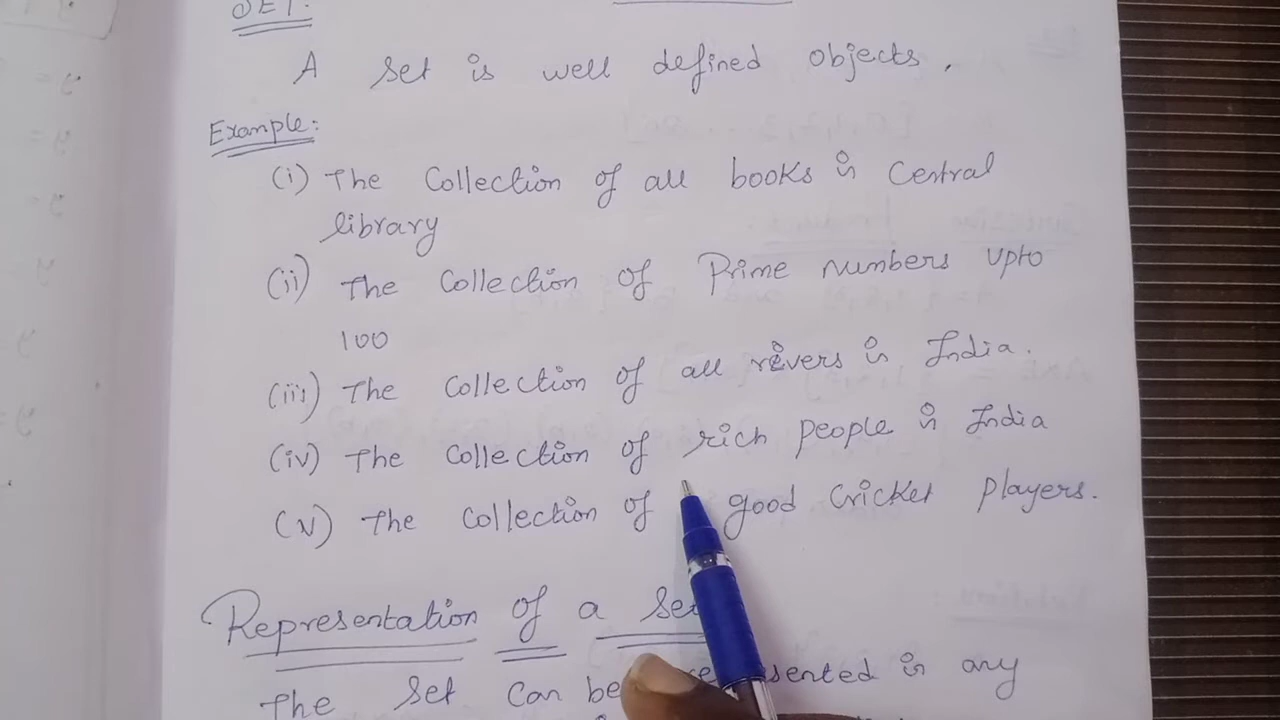 SET:
A set is well defined objects.
Example:
(i) The Collection of all books in Central
library
(ii) The Collection of Prime numbers upto
100
(iii) The Collection of all rivers in India.
(iv) The Collection of rich people in India
(v) The Collection of good Cricket players.
Representation of a Set
The Set Can be in any